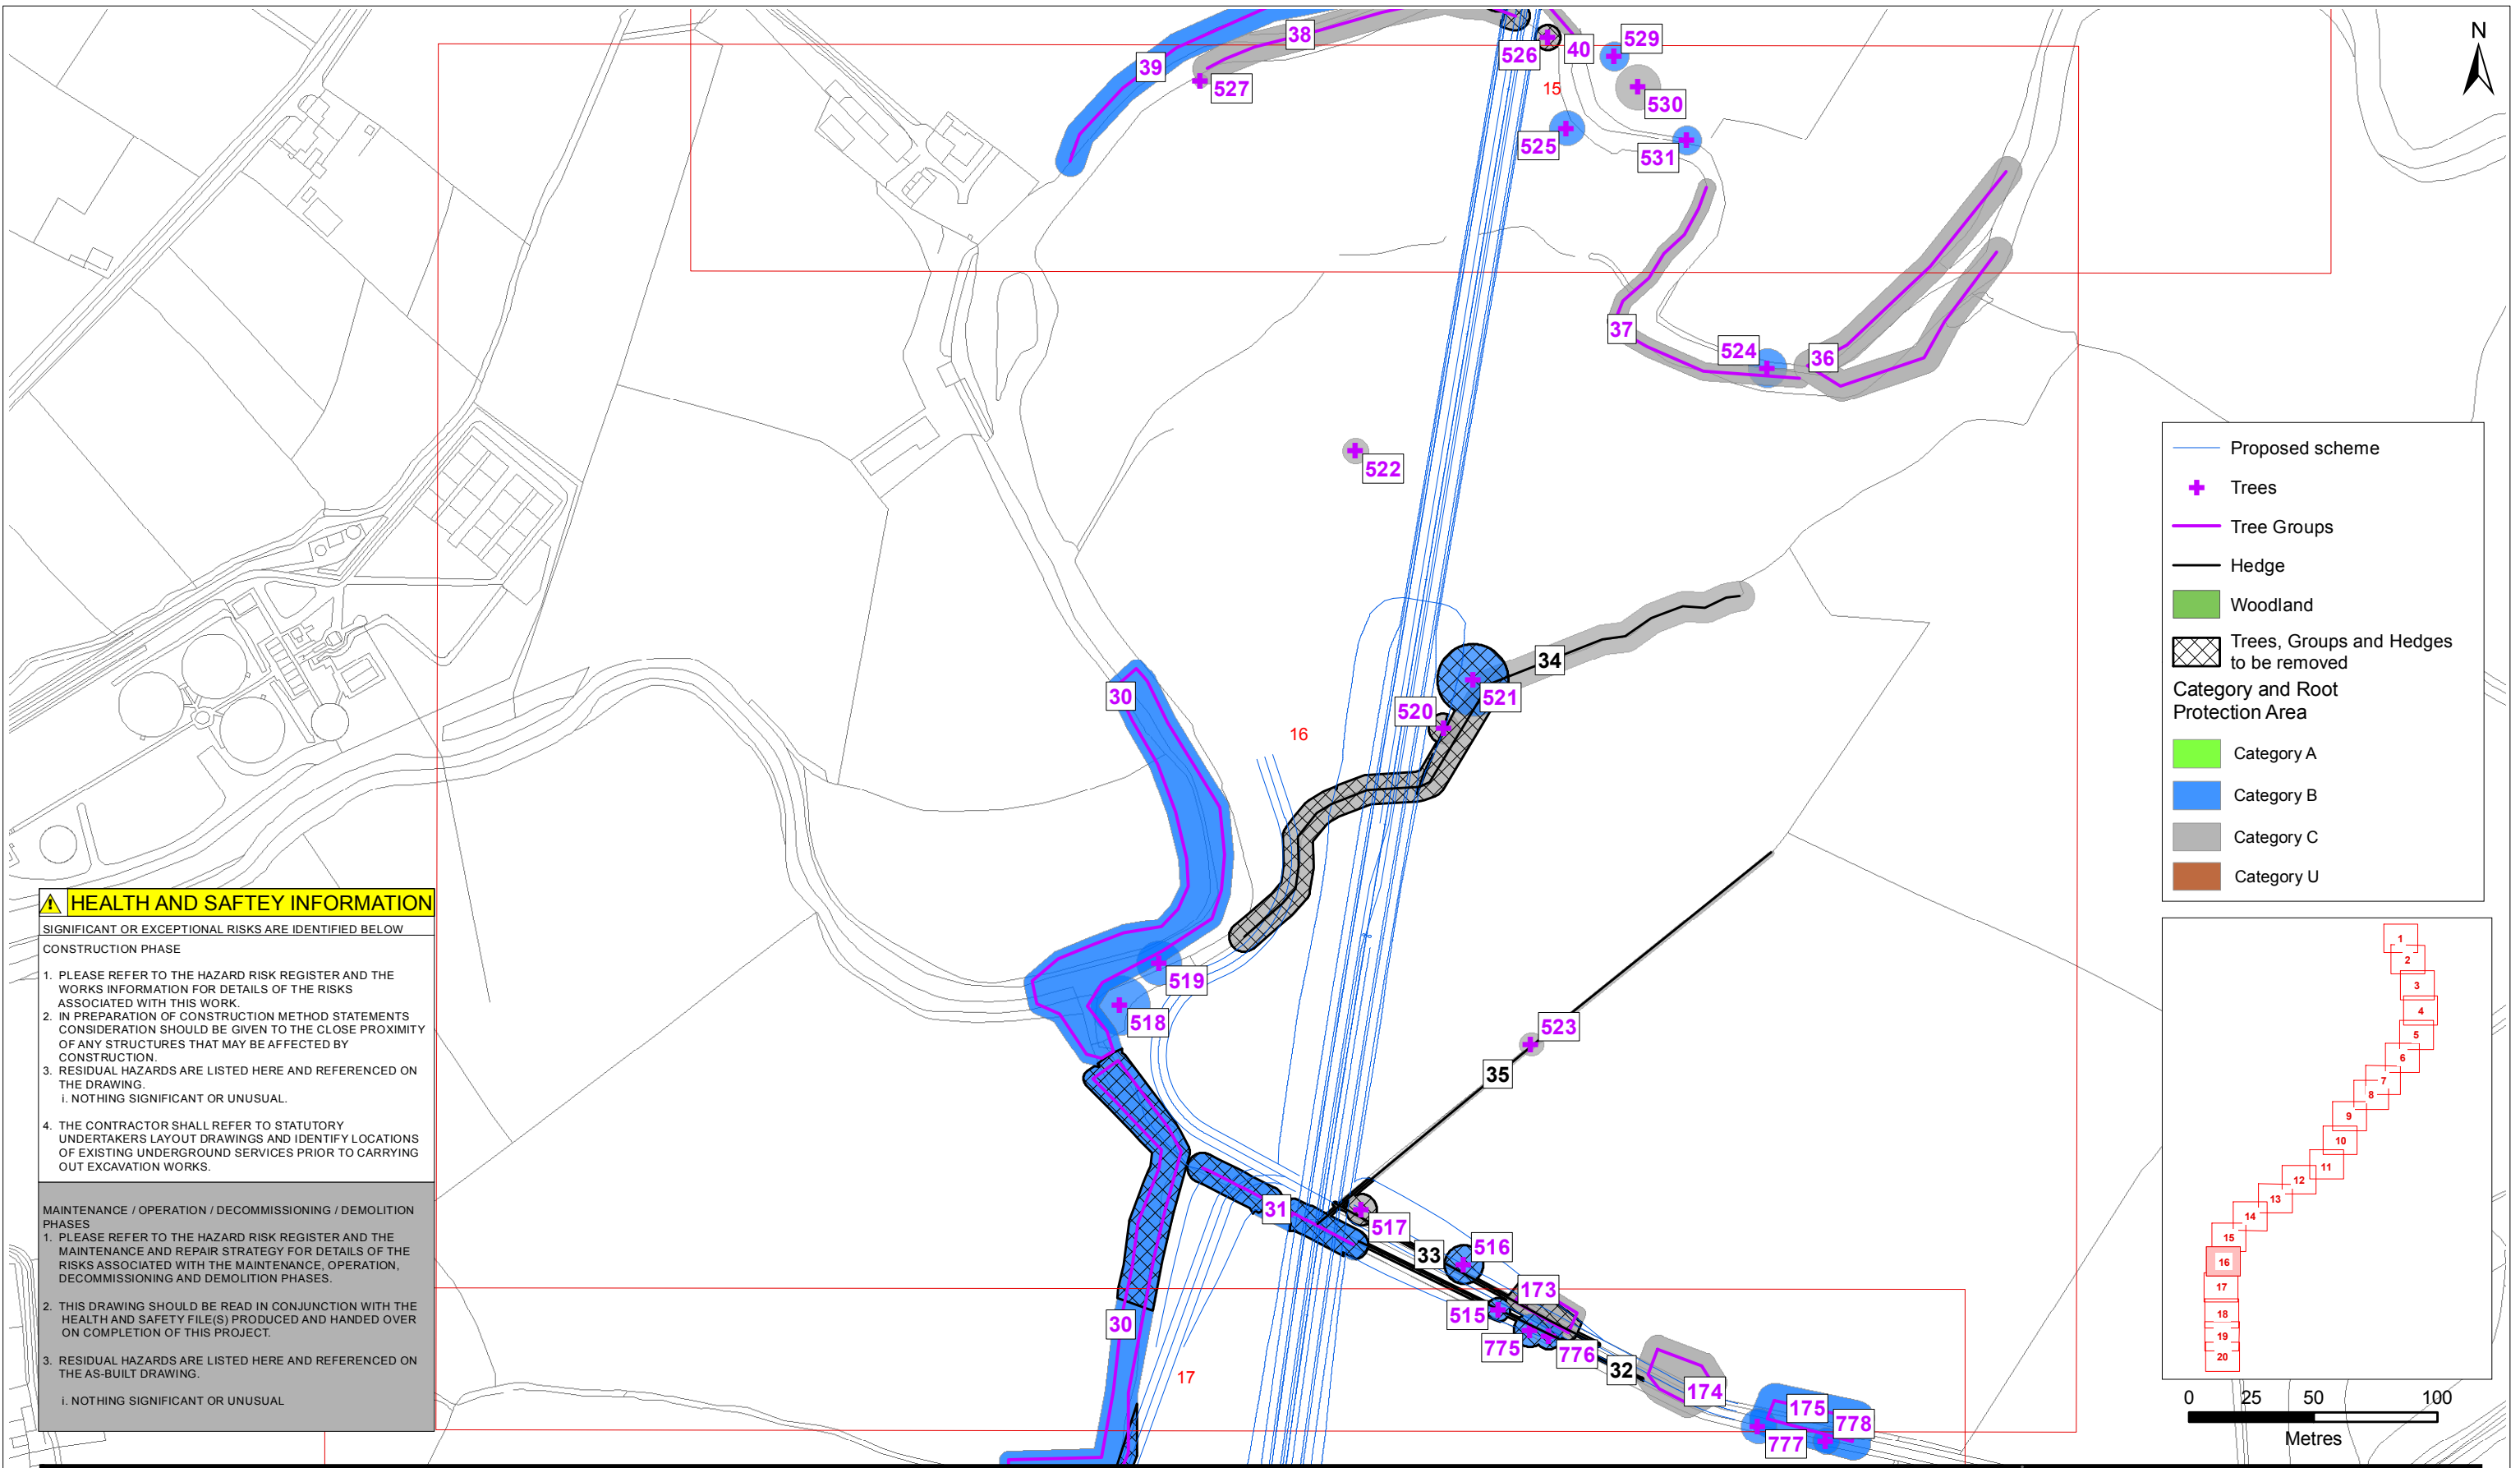 38
39
527
526
40
529
15
530
525
531
N
37
524
36
522
Proposed scheme
Trees
Tree Groups
Hedge
Woodland
Trees, Groups and Hedges
to be removed
Category and Root
Protection Area
Category A
Category B
Category C
Category U
34
521
520
30
16
519
518
523
35
31
517
33
516
173
515
775
776
32
174
175
778
777
30
17
HEALTH AND SAFTEY INFORMATION
SIGNIFICANT OR EXCEPTIONAL RISKS ARE IDENTIFIED BELOW
CONSTRUCTION PHASE
1. PLEASE REFER TO THE HAZARD RISK REGISTER AND THE
WORKS INFORMATION FOR DETAILS OF THE RISKS
ASSOCIATED WITH THIS WORK.
2. IN PREPARATION OF CONSTRUCTION METHOD STATEMENTS
CONSIDERATION SHOULD BE GIVEN TO THE CLOSE PROXIMITY
OF ANY STRUCTURES THAT MAY BE AFFECTED BY
CONSTRUCTION.
3. RESIDUAL HAZARDS ARE LISTED HERE AND REFERENCED ON
THE DRAWING.
i. NOTHING SIGNIFICANT OR UNUSUAL.
4. THE CONTRACTOR SHALL REFER TO STATUTORY
UNDERTAKERS LAYOUT DRAWINGS AND IDENTIFY LOCATIONS
OF EXISTING UNDERGROUND SERVICES PRIOR TO CARRYING
OUT EXCAVATION WORKS.
MAINTENANCE / OPERATION / DECOMMISSIONING / DEMOLITION
PHASES
1. PLEASE REFER TO THE HAZARD RISK REGISTER AND THE
MAINTENANCE AND REPAIR STRATEGY FOR DETAILS OF THE
RISKS ASSOCIATED WITH THE MAINTENANCE, OPERATION,
DECOMMISSIONING AND DEMOLITION PHASES.
2. THIS DRAWING SHOULD BE READ IN CONJUNCTION WITH THE
HEALTH AND SAFETY FILE(S) PRODUCED AND HANDED OVER
ON COMPLETION OF THIS PROJECT.
3. RESIDUAL HAZARDS ARE LISTED HERE AND REFERENCED ON
THE AS-BUILT DRAWING.
i. NOTHING SIGNIFICANT OR UNUSUAL
1
2
3
4
5
6
7
8
9
10
11
12
13
14
15
16
17
18
19
20
0 25 50 100
Metres